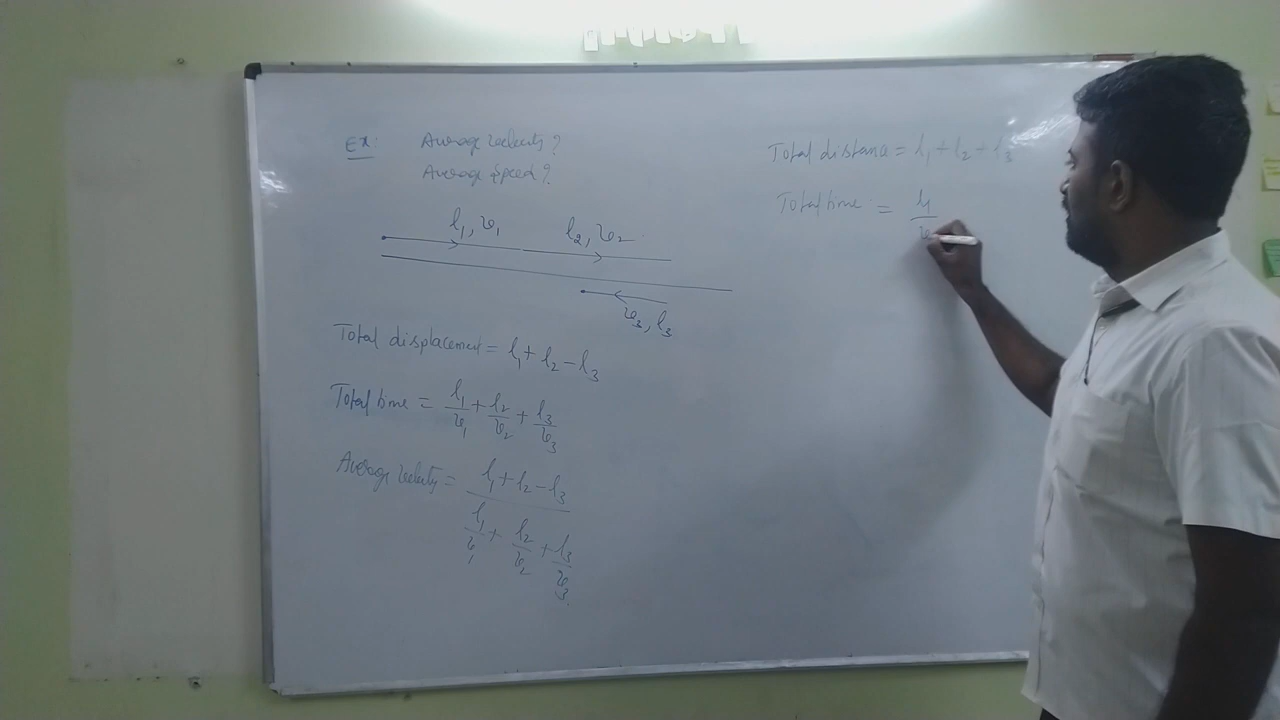 Ex: Average velocity?
Average speed?
l₁, v₁ l₂, v₂
v₃, l₃
Total displacement = l₁ + l₂ - l₃
Total time = l₁/v₁ + l₂/v₂ + l₃/v₃
Average velocity = (l₁ + l₂ - l₃)/(l₁/v₁ + l₂/v₂ + l₃/v₃)
Total distance = l₁ + l₂ + l₃
Total time = l₁/v